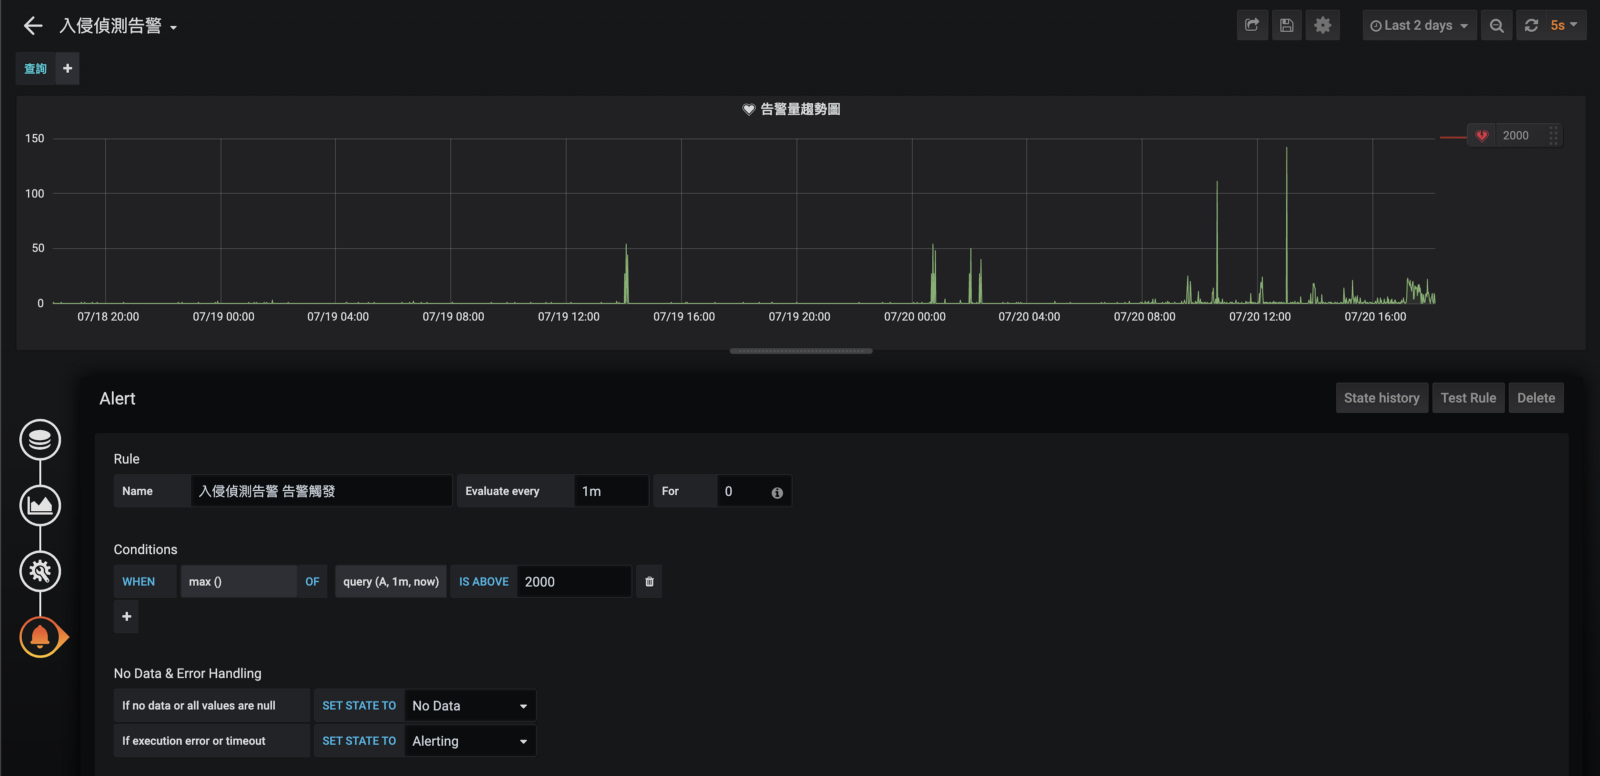 入侵偵測告警
Last 2 days
5s
查詢 +
告警量趨勢圖
2000
150
100
50
0
07/18 20:00 07/19 00:00 07/19 04:00 07/19 08:00 07/19 12:00 07/19 16:00 07/19 20:00 07/20 00:00 07/20 04:00 07/20 08:00 07/20 12:00 07/20 16:00
Alert State history Test Rule Delete
Rule
Name 入侵偵測告警 告警觸發 Evaluate every 1m For 0
Conditions
WHEN max () OF query (A, 1m, now) IS ABOVE 2000
+
No Data & Error Handling
If no data or all values are null SET STATE TO No Data
If execution error or timeout SET STATE TO Alerting